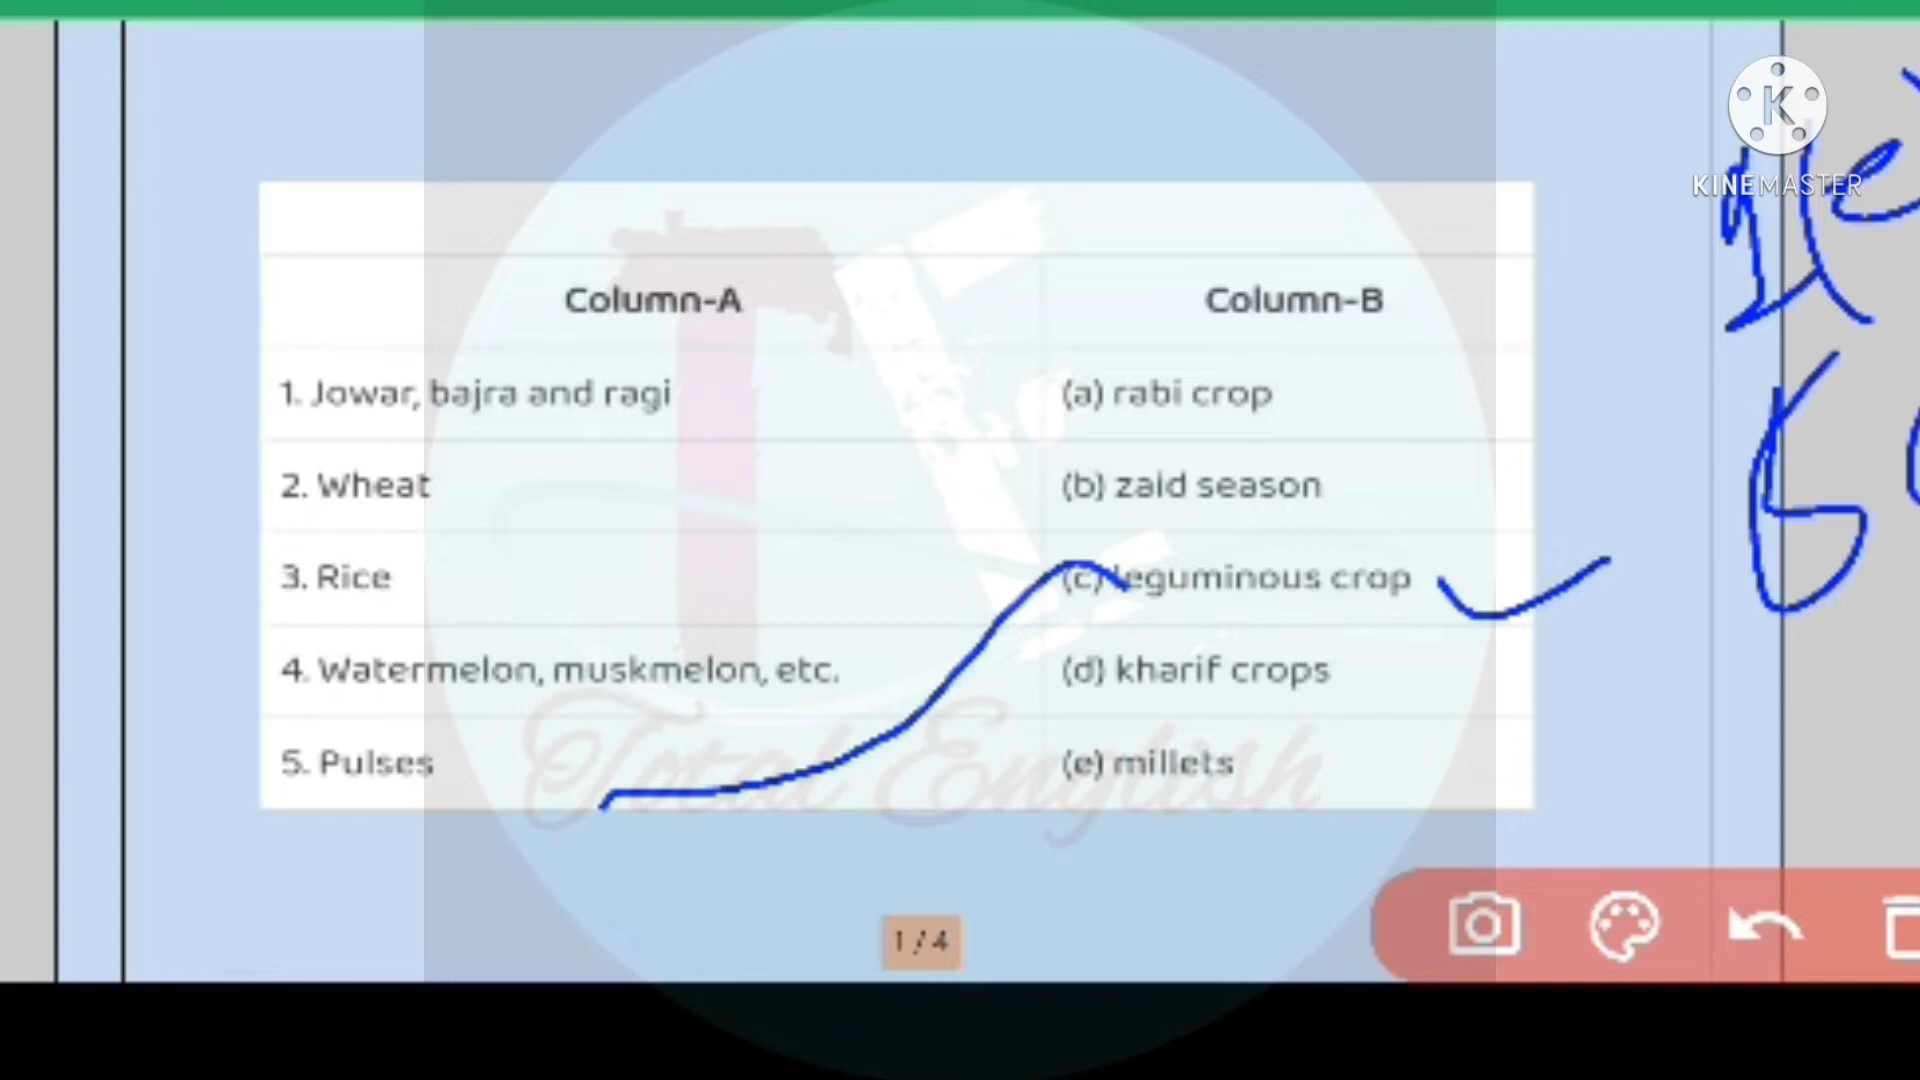 KINEMASTER
Column-A Column-B
1. Jowar, bajra and ragi (a) rabi crop
2. Wheat (b) zaid season
3. Rice (c) leguminous crop
4. Watermelon, muskmelon, etc. (d) kharif crops
5. Pulses (e) millets
Total English
1 / 4